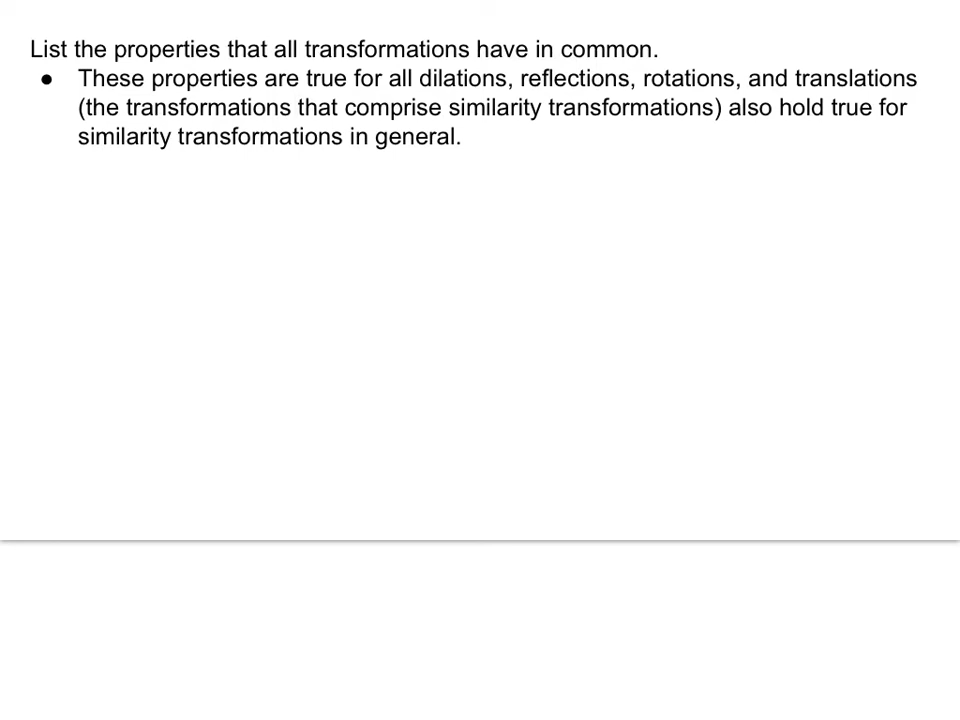 List the properties that all transformations have in common.
● These properties are true for all dilations, reflections, rotations, and translations
(the transformations that comprise similarity transformations) also hold true for
similarity transformations in general.